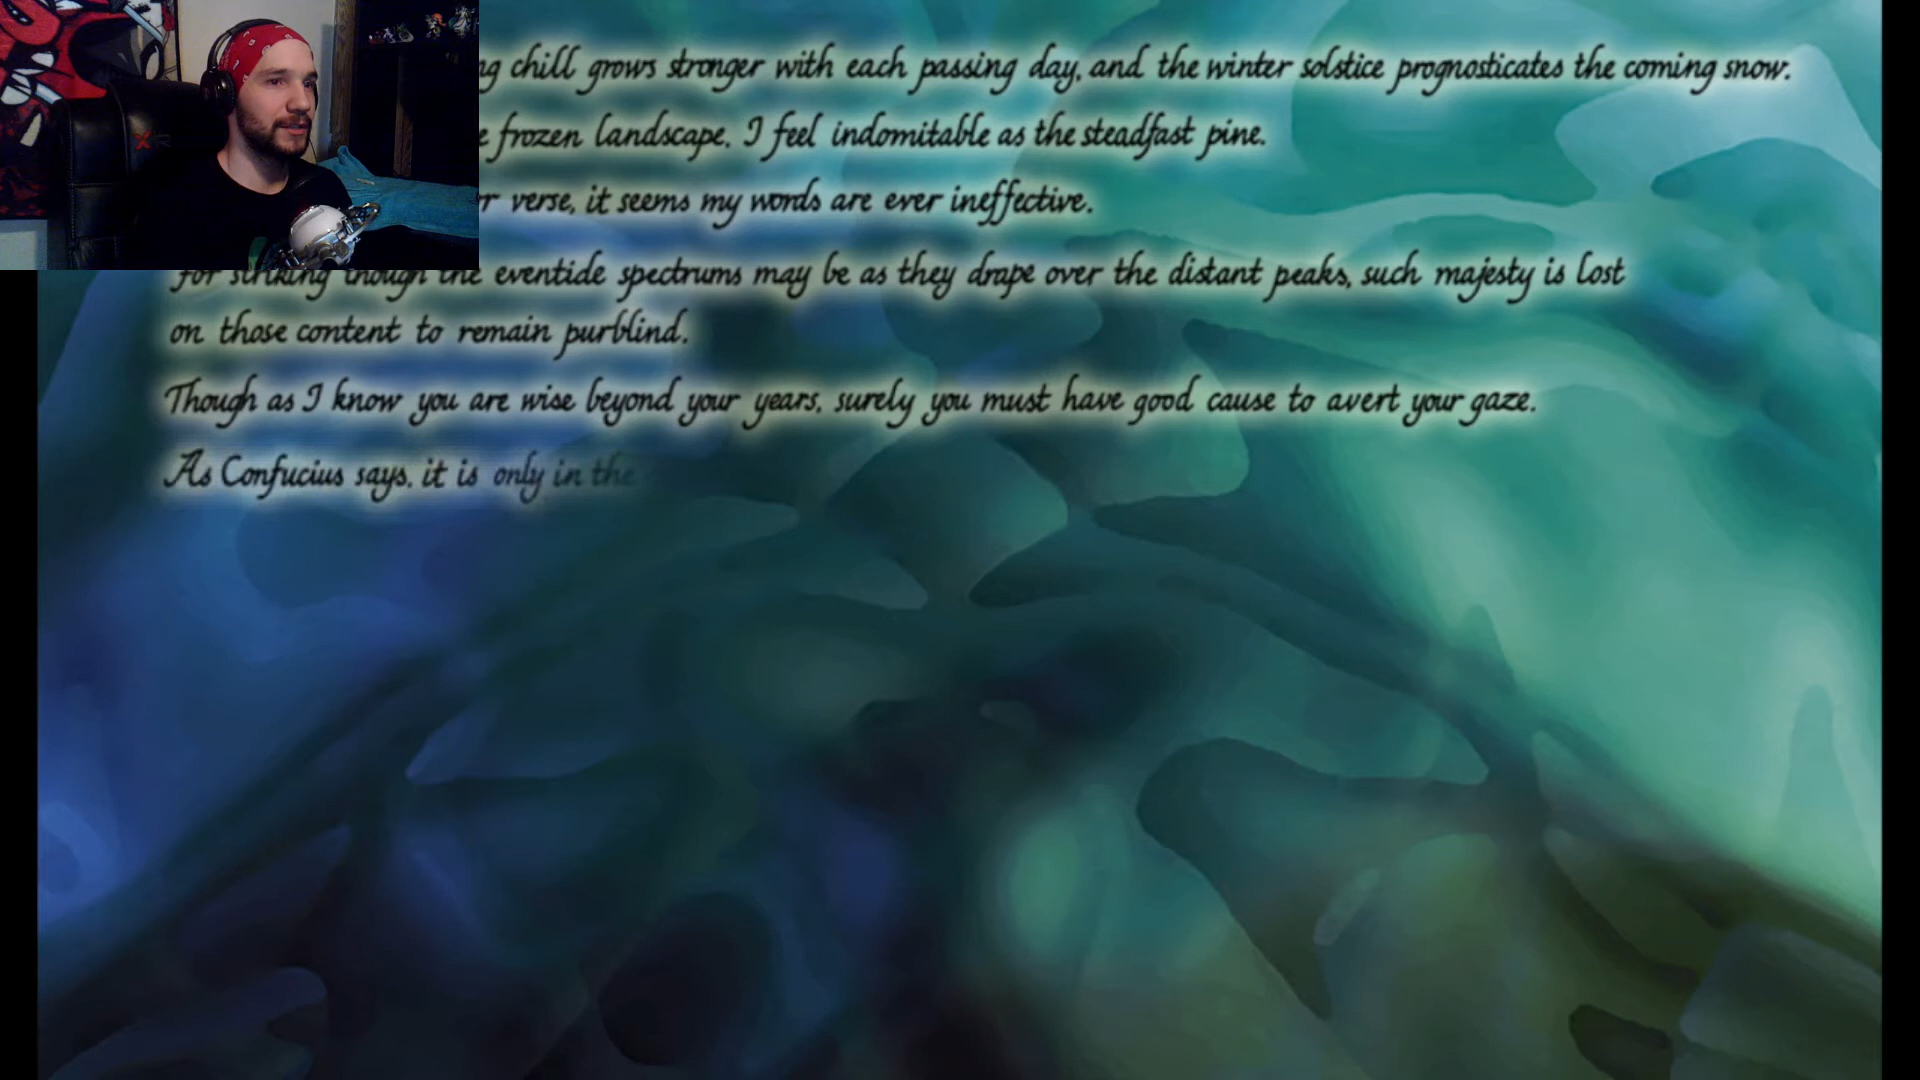 chill grows stronger with each passing day, and the winter solstice prognosticates the coming snow.
frozen landscape, I feel indomitable as the steadfast pine.
verse, it seems my words are ever ineffective.
For striking though the eventide spectrums may be as they drape over the distant peaks, such majesty is lost
on those content to remain purblind.
Though as I know you are wise beyond your years, surely you must have good cause to avert your gaze.
As Confucius says, it is only in the